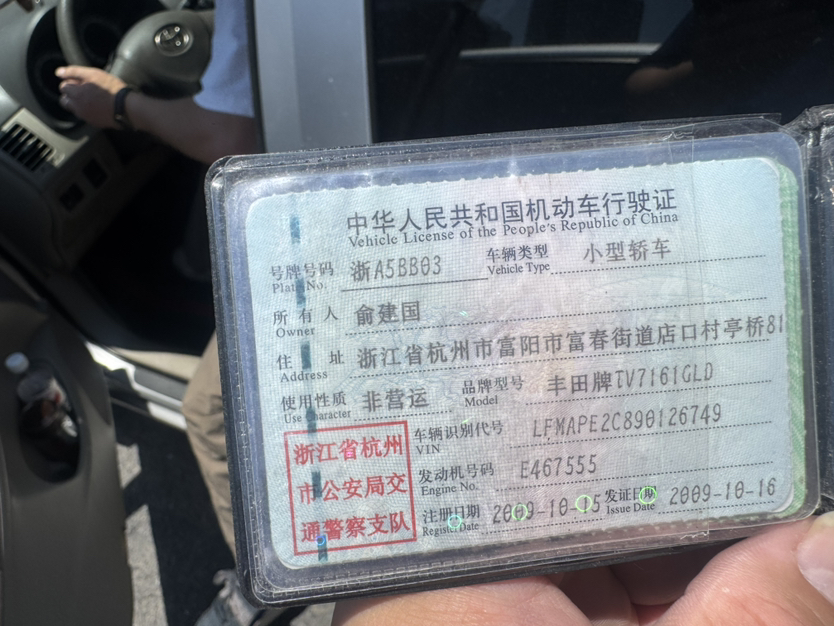 中华人民共和国机动车行驶证
Vehicle License of the People's Republic of China
号牌号码 浙A5BB03 车辆类型 小型轿车
Plate No. Vehicle Type
所有人 俞建国
Owner
住址 浙江省杭州市富阳市富春街道店口村亭桥81
Address
使用性质 非营运 品牌型号 丰田牌TV7161GLD
Use Character Model
浙江省杭州
市公安局交
通警察支队
车辆识别代号 LFMAPE2C890126749
VIN
发动机号码 E467555
Engine No.
注册日期 2009-10-15 发证日期 2009-10-16
Register Date Issue Date